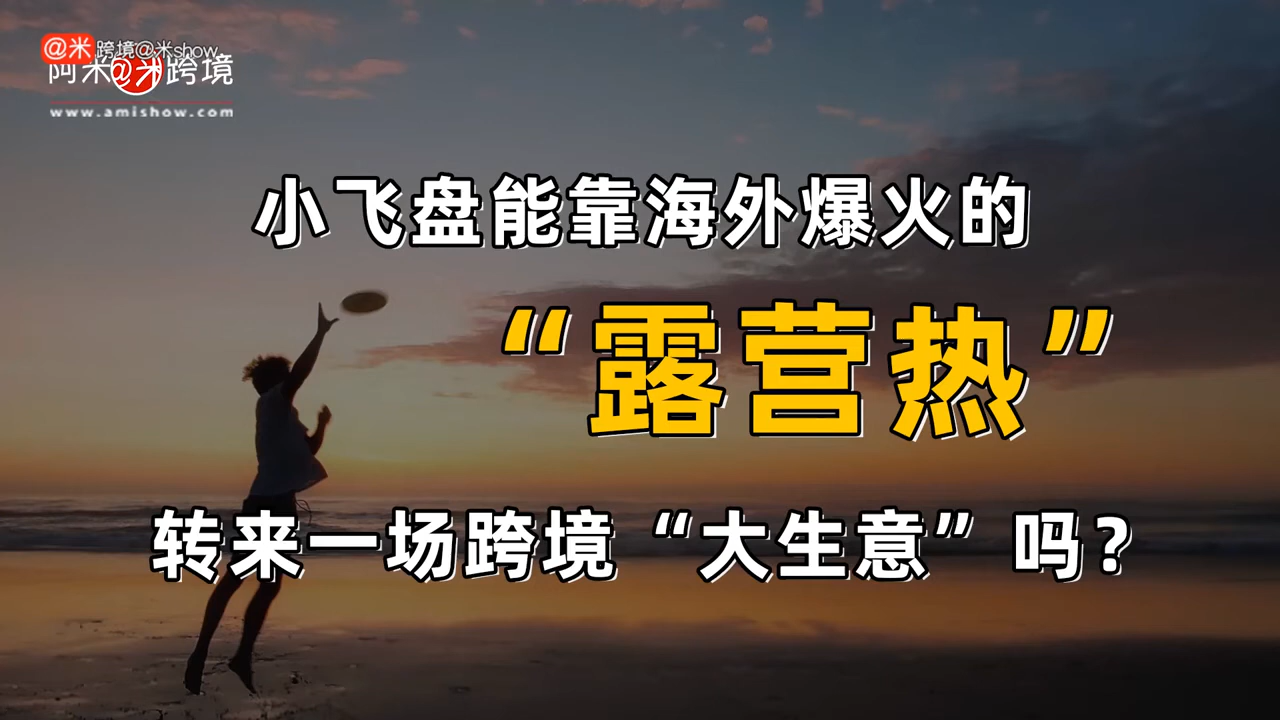 @米 跨境@米show
阿米@米跨境
www.amishow.com
小飞盘能靠海外爆火的
“露营热”
转来一场跨境“大生意”吗？